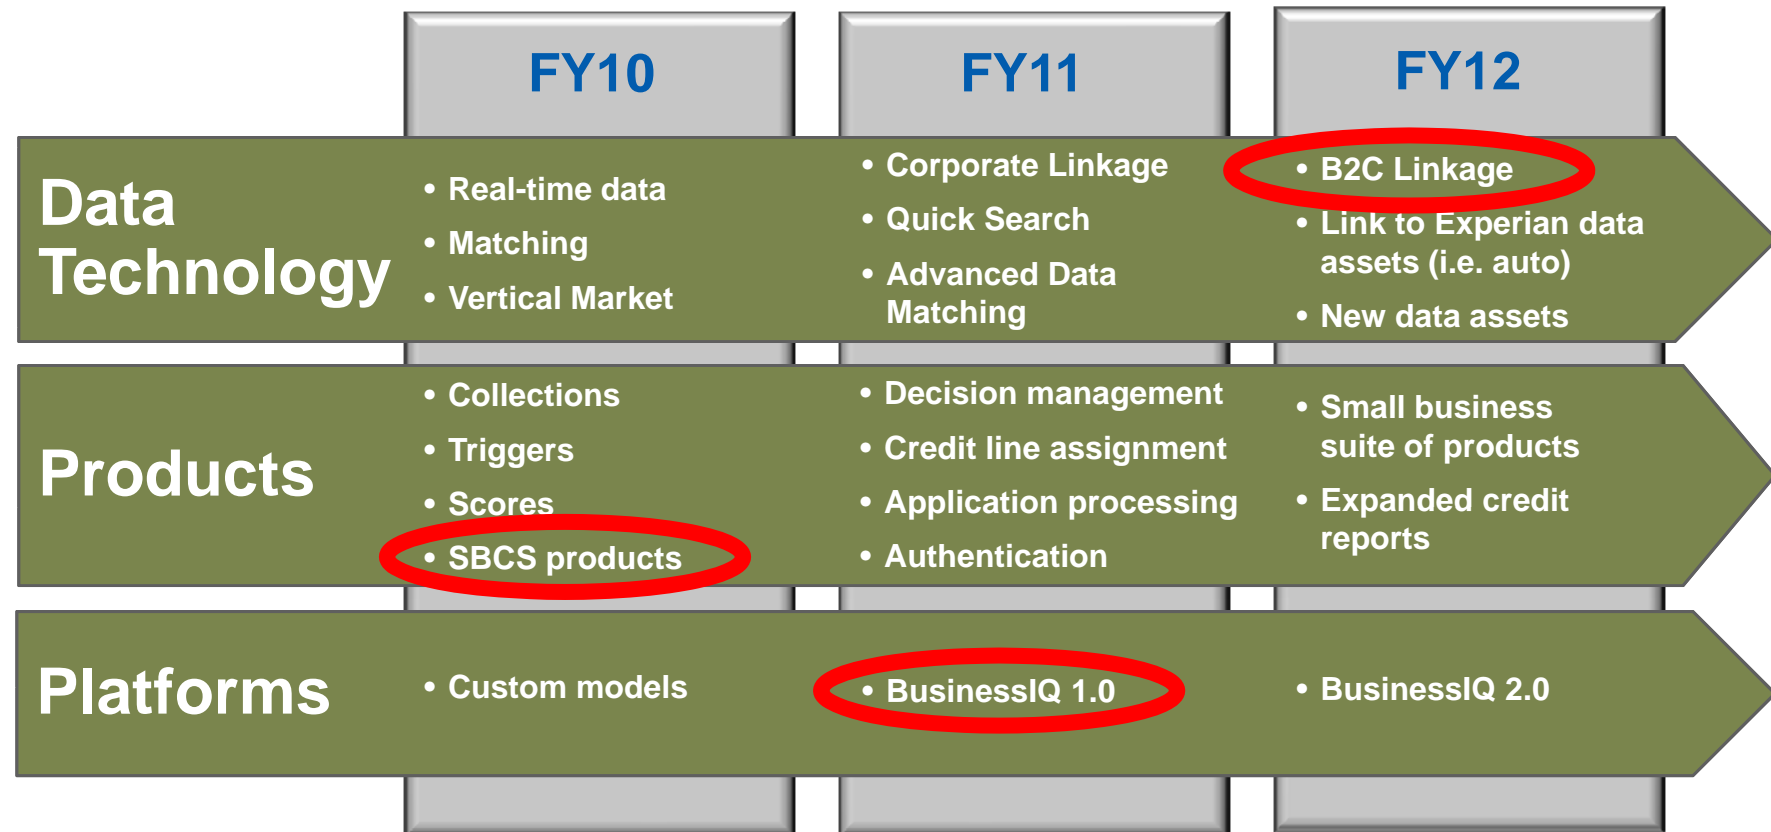 FY10
FY11
FY12
Data
Technology
• Real-time data
• Matching
• Vertical Market
• Corporate Linkage
• Quick Search
• Advanced Data
Matching
• B2C Linkage
• Link to Experian data
assets (i.e. auto)
• New data assets
Products
• Collections
• Triggers
• Scores
• SBCS products
• Decision management
• Credit line assignment
• Application processing
• Authentication
• Small business
suite of products
• Expanded credit
reports
Platforms
• Custom models
• BusinessIQ 1.0
• BusinessIQ 2.0